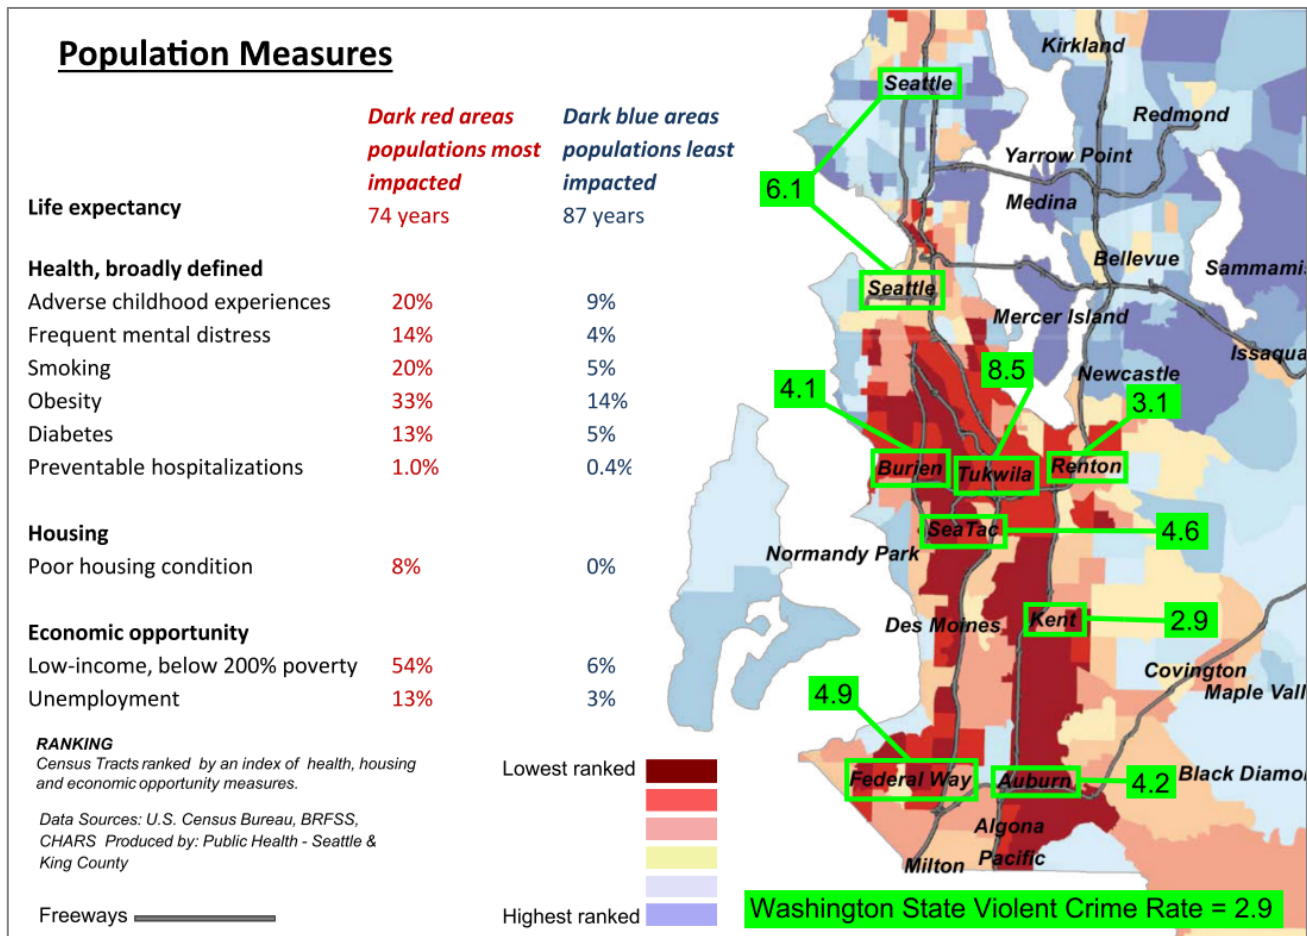 Population Measures
Dark red areas
populations most
impacted
Dark blue areas
populations least
impacted
Life expectancy 74 years 87 years
Health, broadly defined
Adverse childhood experiences 20% 9%
Frequent mental distress 14% 4%
Smoking 20% 5%
Obesity 33% 14%
Diabetes 13% 5%
Preventable hospitalizations 1.0% 0.4%
Housing
Poor housing condition 8% 0%
Economic opportunity
Low-income, below 200% poverty 54% 6%
Unemployment 13% 3%
RANKING
Census Tracts ranked by an index of health, housing
and economic opportunity measures.
Data Sources: U.S. Census Bureau, BRFSS,
CHARS Produced by: Public Health - Seattle &
King County
Freeways
Lowest ranked
Highest ranked
Kirkland
Seattle
Redmond
Yarrow Point
6.1
Medina
Bellevue
Sammamis
Seattle
Mercer Island
Issaqua
8.5
Newcastle
4.1
3.1
Burien
Tukwila
Renton
SeaTac
4.6
Normandy Park
Des Moines
Kent
2.9
Covington
Maple Vall
4.9
Federal Way
Auburn
4.2
Black Diamo
Algona
Milton
Pacific
Washington State Violent Crime Rate = 2.9